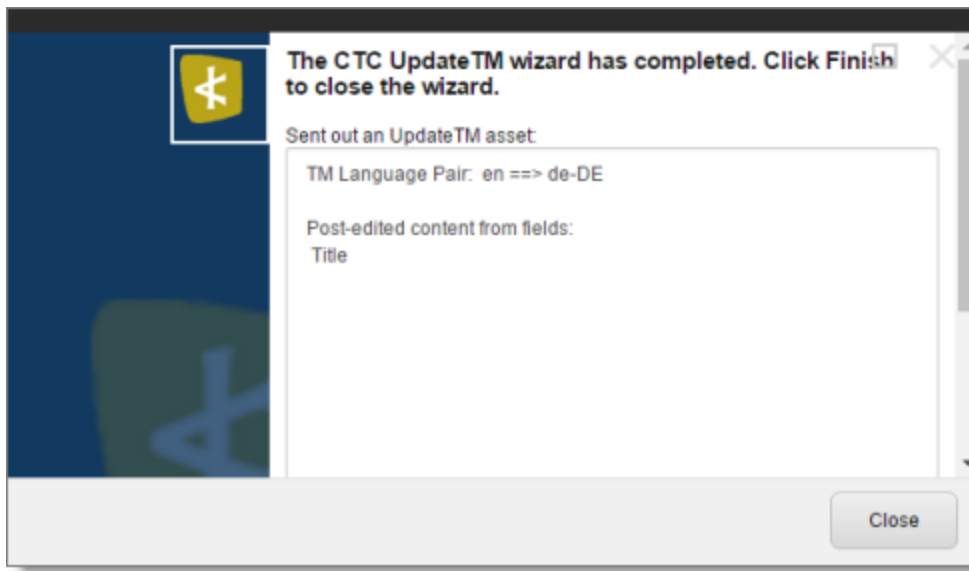 The CTC UpdateTM wizard has completed. Click Finish
to close the wizard.
Sent out an UpdateTM asset:
TM Language Pair: en ==> de-DE
Post-edited content from fields:
Title
Close